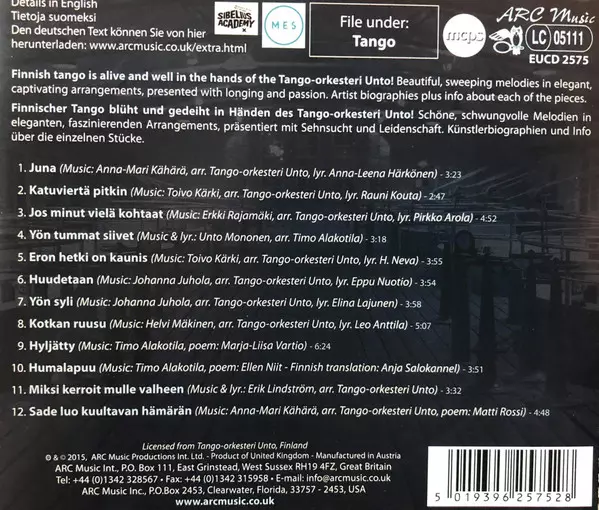 Details in English
Tietoja suomeksi
Den deutschen Text können Sie von hier
herunterladen: www.arcmusic.co.uk/extra.html
SIBELIUS
ACADEMY
MES
File under:
Tango
mcps
ARC Music
LC 05111
EUCD 2575
Finnish tango is alive and well in the hands of the Tango-orkesteri Unto! Beautiful, sweeping melodies in elegant,
captivating arrangements, presented with longing and passion. Artist biographies plus info about each of the pieces.
Finnischer Tango blüht und gedeiht in Händen des Tango-orkesteri Unto! Schöne, schwungvolle Melodien in
eleganten, faszinierenden Arrangements, präsentiert mit Sehnsucht und Leidenschaft. Künstlerbiographien und Info
über die einzelnen Stücke.
1. Juna (Music: Anna-Mari Kähärä, arr. Tango-orkesteri Unto, lyr. Anna-Leena Härkönen) - 3:23
2. Katuviertä pitkin (Music: Toivo Kärki, arr. Tango-orkesteri Unto, lyr. Rauni Kouta) - 2:47
3. Jos minut vielä kohtaat (Music: Erkki Rajamäki, arr. Tango-orkesteri Unto, lyr. Pirkko Arola) - 4:52
4. Yön tummat siivet (Music & lyr.: Unto Mononen, arr. Timo Alakotila) - 3:18
5. Eron hetki on kaunis (Music: Toivo Kärki, arr. Tango-orkesteri Unto, lyr. H. Neva) - 3:55
6. Huudetaan (Music: Johanna Juhola, arr. Tango-orkesteri Unto, lyr. Eppu Nuotio) - 3:54
7. Yön syli (Music: Johanna Juhola, arr. Tango-orkesteri Unto, lyr. Elina Lajunen) - 3:58
8. Kotkan ruusu (Music: Helvi Mäkinen, arr. Tango-orkesteri Unto, lyr. Leo Anttila) - 5:07
9. Hyljätty (Music: Timo Alakotila, poem: Marja-Liisa Vartio) - 6:24
10. Humalapuu (Music: Timo Alakotila, poem: Ellen Niit - Finnish translation: Anja Salokannel) - 3:51
11. Miksi kerroit mulle valheen (Music & lyr.: Erik Lindström, arr. Tango-orkesteri Unto) - 3:32
12. Sade luo kuultavan hämärän (Music: Anna-Mari Kähärä, arr. Tango-orkesteri Unto, poem: Matti Rossi) - 4:48
Licensed from Tango-orkesteri Unto, Finland
℗ & © 2015, ARC Music Productions Int. Ltd. - Product of United Kingdom - Manufactured in Austria
ARC Music Int., P.O. Box 111, East Grinstead, West Sussex RH19 4FZ, Great Britain
Tel: +44 (0)1342 328567 - Fax: +44 (0)1342 315958 - E-mail: info@arcmusic.co.uk
ARC Music Inc., P.O.Box 2453, Clearwater, Florida, 33757 - 2453, USA
www.arcmusic.co.uk
5 019396 257528